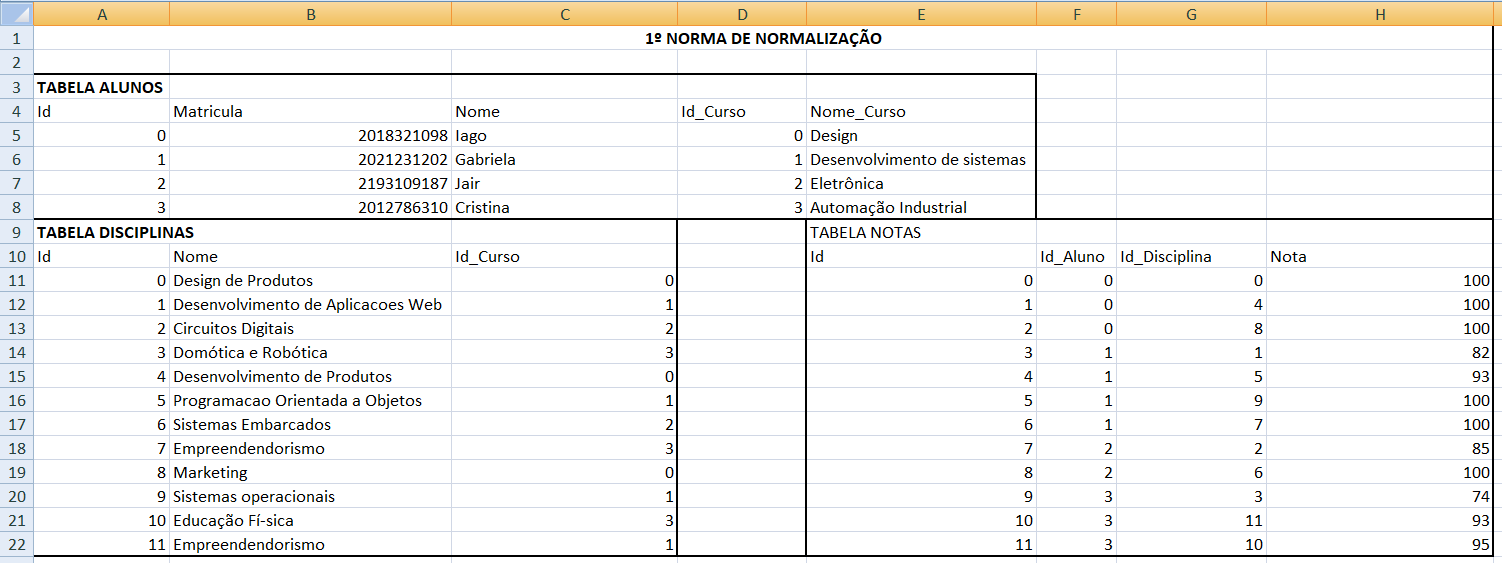 A B C D E F G H
1 1º NORMA DE NORMALIZAÇÃO
2
3 TABELA ALUNOS
4 Id Matricula Nome Id_Curso Nome_Curso
5 0 2018321098 Iago 0 Design
6 1 2021231202 Gabriela 1 Desenvolvimento de sistemas
7 2 2193109187 Jair 2 Eletrônica
8 3 2012786310 Cristina 3 Automação Industrial
9 TABELA DISCIPLINAS TABELA NOTAS
10 Id Nome Id_Curso Id Id_Aluno Id_Disciplina Nota
11 0 Design de Produtos 0 0 0 0 100
12 1 Desenvolvimento de Aplicacoes Web 1 1 0 4 100
13 2 Circuitos Digitais 2 2 0 8 100
14 3 Domótica e Robótica 3 3 1 1 82
15 4 Desenvolvimento de Produtos 0 4 1 5 93
16 5 Programacao Orientada a Objetos 1 5 1 9 100
17 6 Sistemas Embarcados 2 6 1 7 100
18 7 Empreendendorismo 3 7 2 2 85
19 8 Marketing 0 8 2 6 100
20 9 Sistemas operacionais 1 9 3 3 74
21 10 Educação Fí-sica 3 10 3 11 93
22 11 Empreendendorismo 1 11 3 10 95